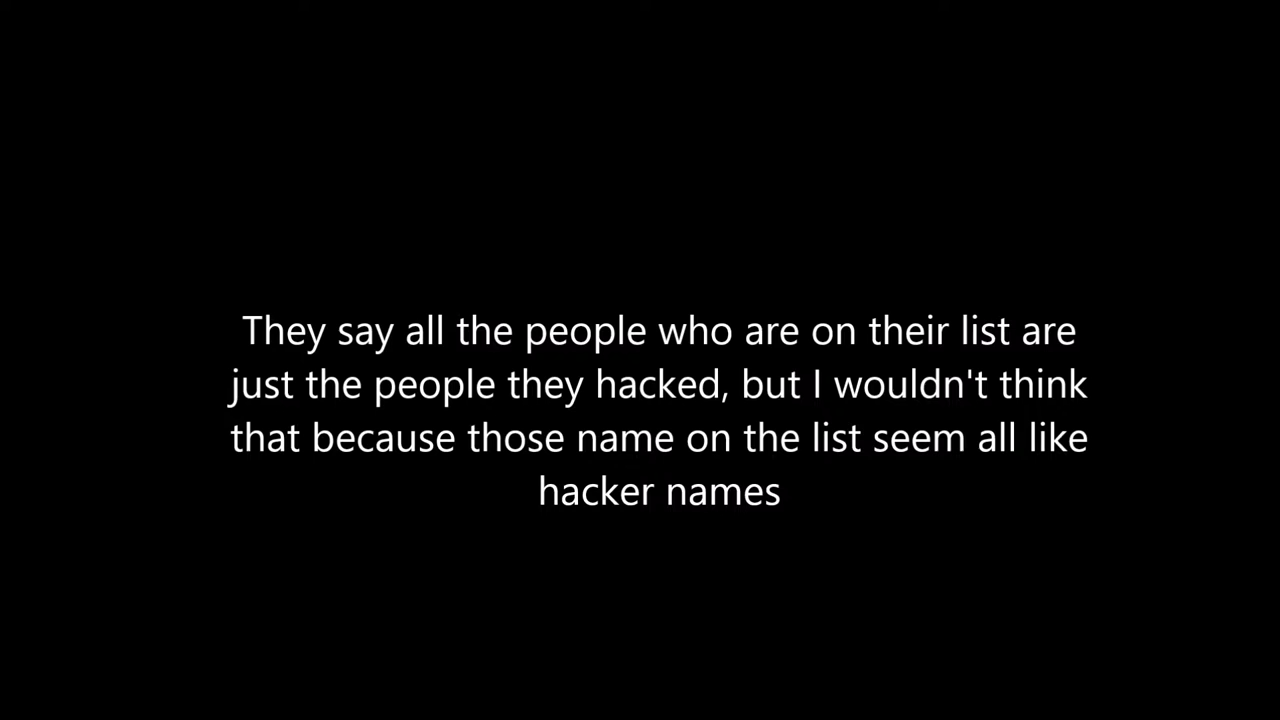 They say all the people who are on their list are
just the people they hacked, but I wouldn't think
that because those name on the list seem all like
hacker names